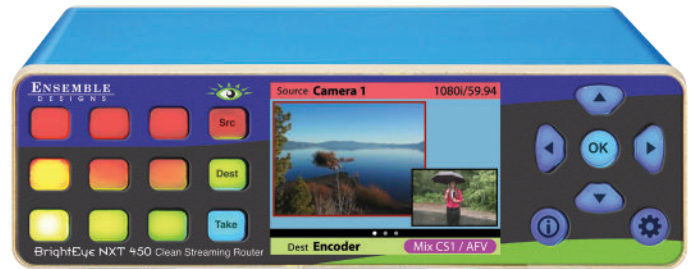 ENSEMBLE
DESIGNS
Source Camera 1 1080i/59.94
Src
Dest
Take
OK
i
Dest Encoder Mix CS1 / AFV
BrightEye NXT 450 Clean Streaming Router